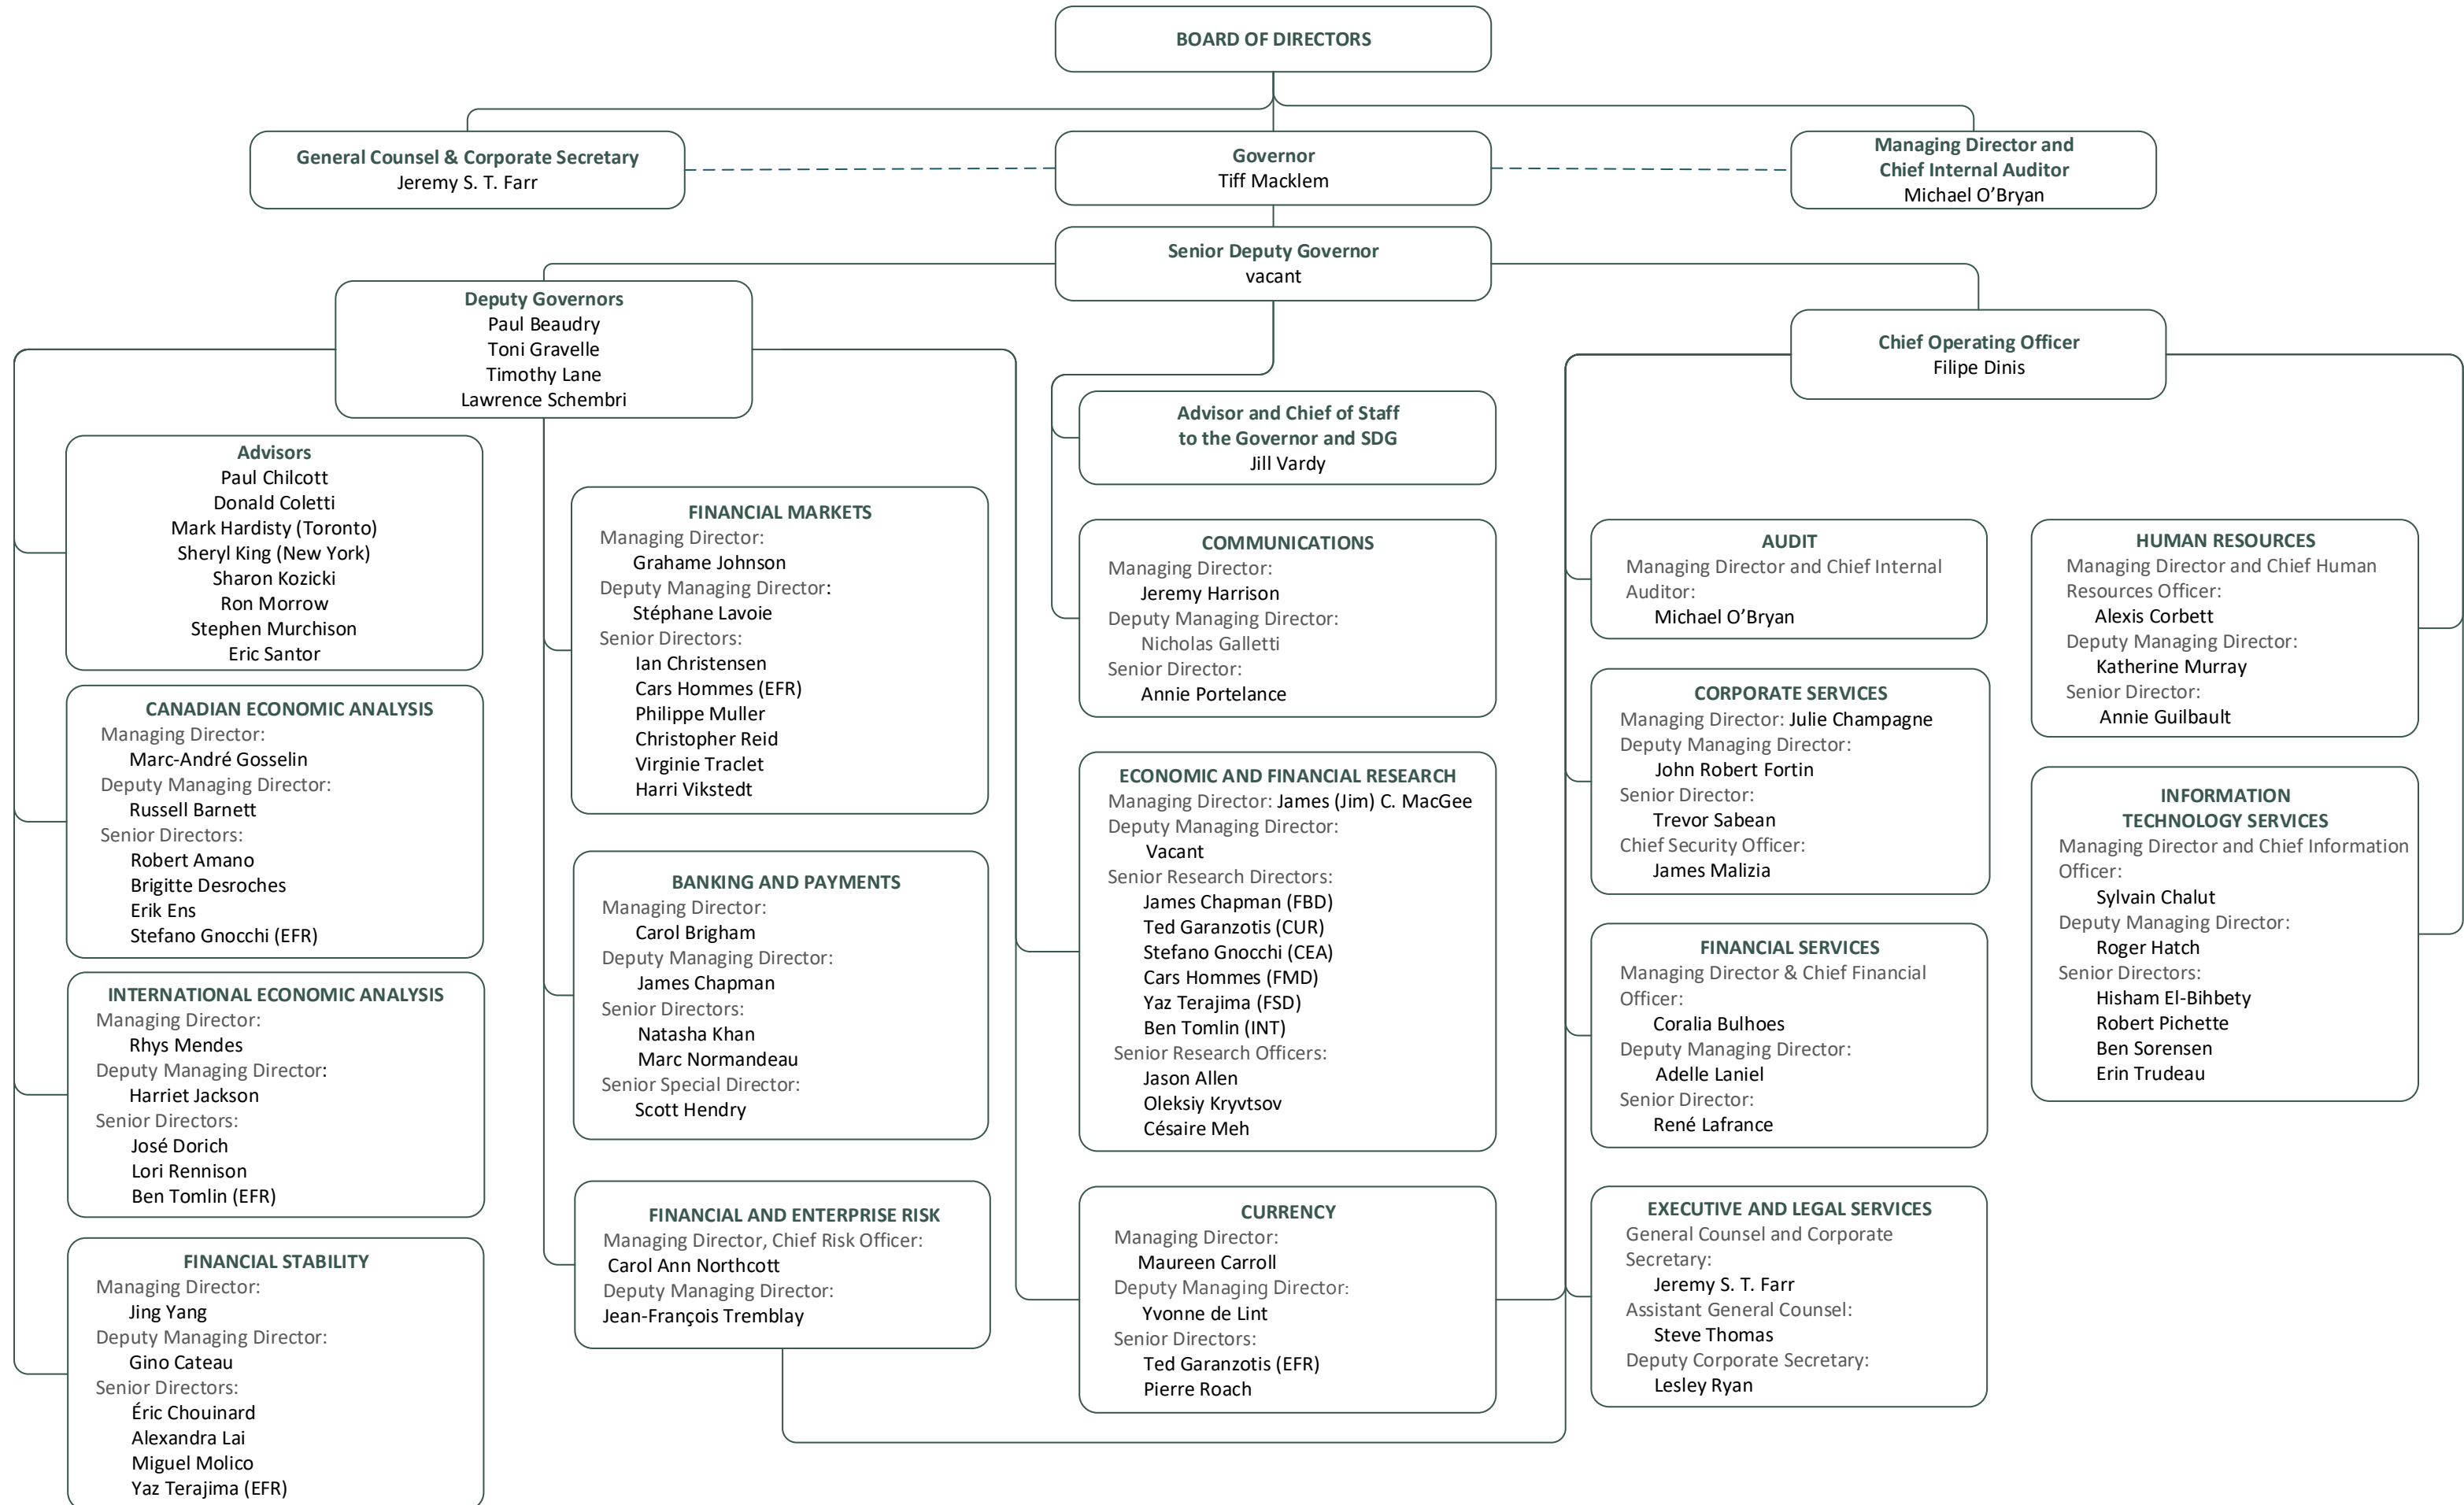 BOARD OF DIRECTORS
General Counsel & Corporate Secretary
Jeremy S. T. Farr
Governor
Tiff Macklem
Managing Director and
Chief Internal Auditor
Michael O’Bryan
Senior Deputy Governor
vacant
Deputy Governors
Paul Beaudry
Toni Gravelle
Timothy Lane
Lawrence Schembri
Chief Operating Officer
Filipe Dinis
Advisors
Paul Chilcott
Donald Coletti
Mark Hardisty (Toronto)
Sheryl King (New York)
Sharon Kozicki
Ron Morrow
Stephen Murchison
Eric Santor
CANADIAN ECONOMIC ANALYSIS
Managing Director:
Marc-André Gosselin
Deputy Managing Director:
Russell Barnett
Senior Directors:
Robert Amano
Brigitte Desroches
Erik Ens
Stefano Gnocchi (EFR)
INTERNATIONAL ECONOMIC ANALYSIS
Managing Director:
Rhys Mendes
Deputy Managing Director:
Harriet Jackson
Senior Directors:
José Dorich
Lori Rennison
Ben Tomlin (EFR)
FINANCIAL STABILITY
Managing Director:
Jing Yang
Deputy Managing Director:
Gino Cateau
Senior Directors:
Éric Chouinard
Alexandra Lai
Miguel Molico
Yaz Terajima (EFR)
FINANCIAL MARKETS
Managing Director:
Grahame Johnson
Deputy Managing Director:
Stéphane Lavoie
Senior Directors:
Ian Christensen
Cars Hommes (EFR)
Philippe Muller
Christopher Reid
Virginie Traclet
Harri Vikstedt
BANKING AND PAYMENTS
Managing Director:
Carol Brigham
Deputy Managing Director:
James Chapman
Senior Directors:
Natasha Khan
Marc Normandeau
Senior Special Director:
Scott Hendry
FINANCIAL AND ENTERPRISE RISK
Managing Director, Chief Risk Officer:
Carol Ann Northcott
Deputy Managing Director:
Jean-François Tremblay
Advisor and Chief of Staff
to the Governor and SDG
Jill Vardy
COMMUNICATIONS
Managing Director:
Jeremy Harrison
Deputy Managing Director:
Nicholas Galletti
Senior Director:
Annie Portelance
ECONOMIC AND FINANCIAL RESEARCH
Managing Director: James (Jim) C. MacGee
Deputy Managing Director:
Vacant
Senior Research Directors:
James Chapman (FBD)
Ted Garanzotis (CUR)
Stefano Gnocchi (CEA)
Cars Hommes (FMD)
Yaz Terajima (FSD)
Ben Tomlin (INT)
Senior Research Officers:
Jason Allen
Oleksiy Kryvtsov
Césaire Meh
CURRENCY
Managing Director:
Maureen Carroll
Deputy Managing Director:
Yvonne de Lint
Senior Directors:
Ted Garanzotis (EFR)
Pierre Roach
AUDIT
Managing Director and Chief Internal
Auditor:
Michael O’Bryan
CORPORATE SERVICES
Managing Director: Julie Champagne
Deputy Managing Director:
John Robert Fortin
Senior Director:
Trevor Sabean
Chief Security Officer:
James Malizia
FINANCIAL SERVICES
Managing Director & Chief Financial
Officer:
Coralia Bulhoes
Deputy Managing Director:
Adelle Laniel
Senior Director:
René Lafrance
EXECUTIVE AND LEGAL SERVICES
General Counsel and Corporate
Secretary:
Jeremy S. T. Farr
Assistant General Counsel:
Steve Thomas
Deputy Corporate Secretary:
Lesley Ryan
HUMAN RESOURCES
Managing Director and Chief Human
Resources Officer:
Alexis Corbett
Deputy Managing Director:
Katherine Murray
Senior Director:
Annie Guilbault
INFORMATION
TECHNOLOGY SERVICES
Managing Director and Chief Information
Officer:
Sylvain Chalut
Deputy Managing Director:
Roger Hatch
Senior Directors:
Hisham El-Bihbety
Robert Pichette
Ben Sorensen
Erin Trudeau